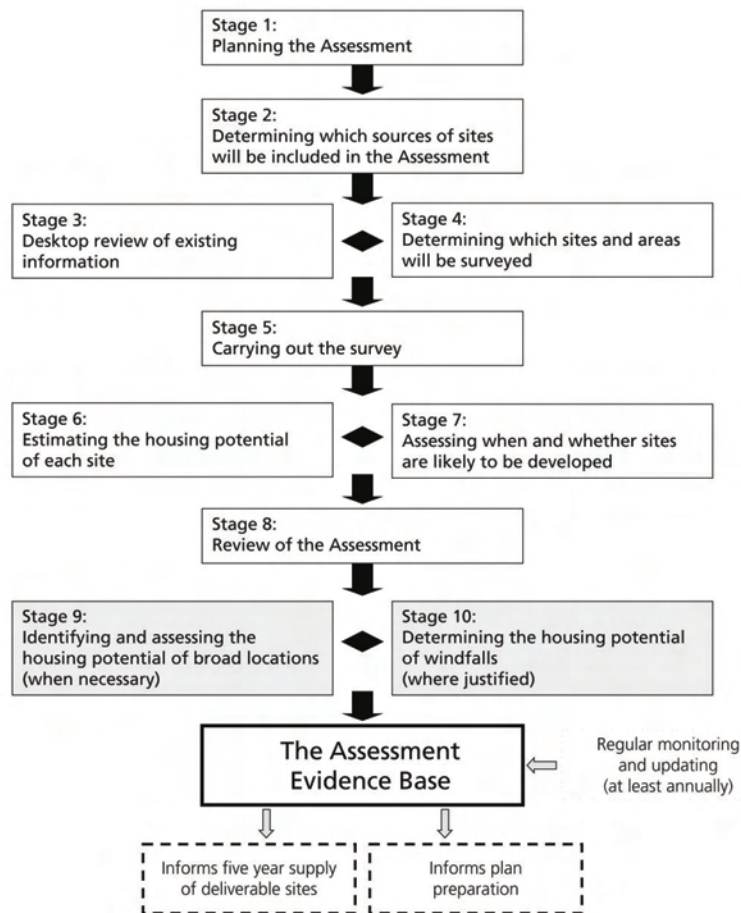 Stage 1:
Planning the Assessment
Stage 2:
Determining which sources of sites
will be included in the Assessment
Stage 3:
Desktop review of existing
information
Stage 4:
Determining which sites and areas
will be surveyed
Stage 5:
Carrying out the survey
Stage 6:
Estimating the housing potential
of each site
Stage 7:
Assessing when and whether sites
are likely to be developed
Stage 8:
Review of the Assessment
Stage 9:
Identifying and assessing the
housing potential of broad locations
(when necessary)
Stage 10:
Determining the housing potential
of windfalls
(where justified)
The Assessment
Evidence Base
Regular monitoring
and updating
(at least annually)
Informs five year supply
of deliverable sites
Informs plan
preparation